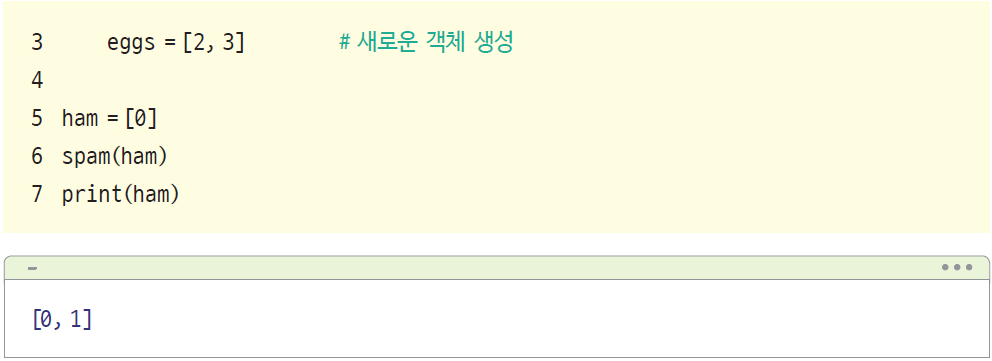 3 eggs = [2, 3] # 새로운 객체 생성
4
5 ham = [0]
6 spam(ham)
7 print(ham)
[0, 1]